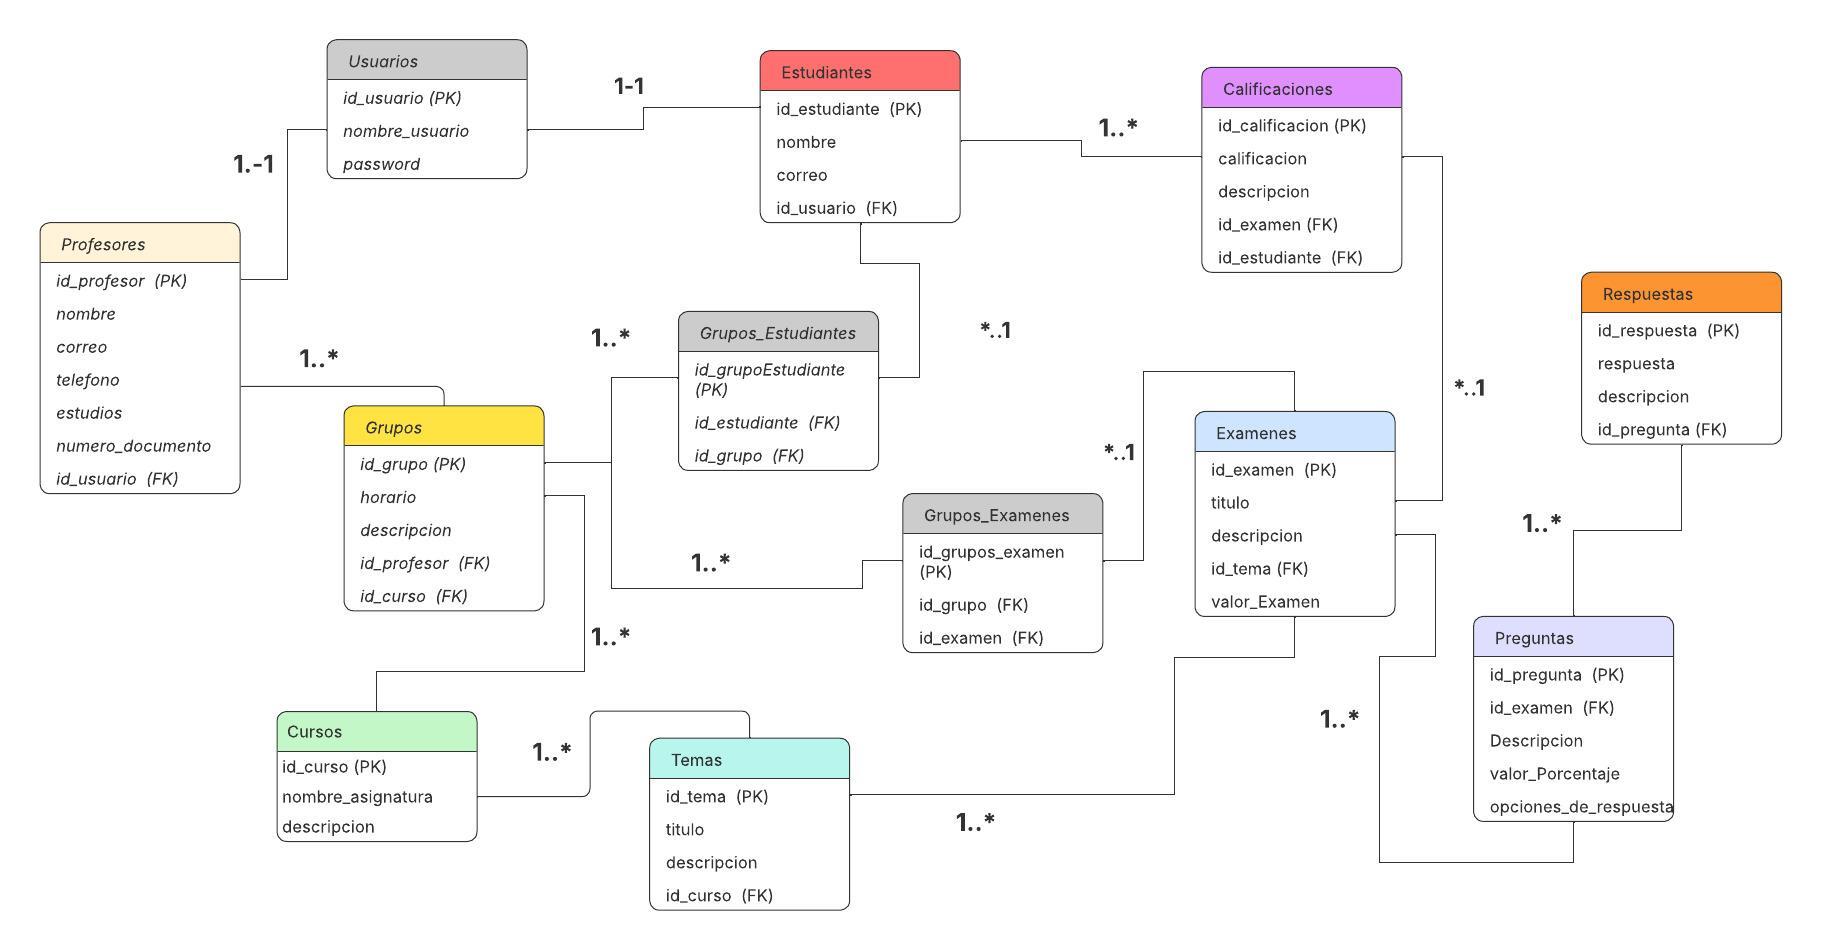 Usuarios
id_usuario (PK)
nombre_usuario
password
1-1
1.-1
Estudiantes
id_estudiante (PK)
nombre
correo
id_usuario (FK)
1..*
Calificaciones
id_calificacion (PK)
calificacion
descripcion
id_examen (FK)
id_estudiante (FK)
Profesores
id_profesor (PK)
nombre
correo
telefono
estudios
numero_documento
id_usuario (FK)
1..*
Grupos
id_grupo (PK)
horario
descripcion
id_profesor (FK)
id_curso (FK)
1..*
Grupos_Estudiantes
id_grupoEstudiante
(PK)
id_estudiante (FK)
id_grupo (FK)
*..1
1..*
Grupos_Examenes
id_grupos_examen
(PK)
id_grupo (FK)
id_examen (FK)
*..1
Examenes
id_examen (PK)
titulo
descripcion
id_tema (FK)
valor_Examen
*..1
Respuestas
id_respuesta (PK)
respuesta
descripcion
id_pregunta (FK)
1..*
Preguntas
id_pregunta (PK)
id_examen (FK)
Descripcion
valor_Porcentaje
opciones_de_respuesta
1..*
1..*
Cursos
id_curso (PK)
nombre_asignatura
descripcion
1..*
Temas
id_tema (PK)
titulo
descripcion
id_curso (FK)
1..*